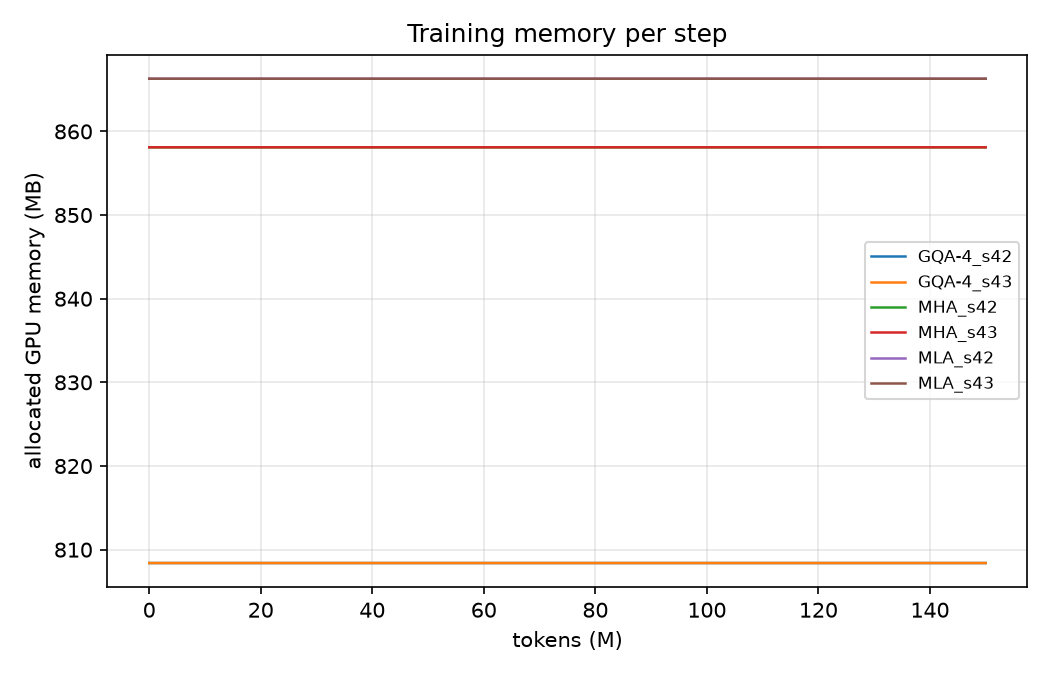 Training memory per step
allocated GPU memory (MB)
860
850
840
830
820
810
GQA-4_s42
GQA-4_s43
MHA_s42
MHA_s43
MLA_s42
MLA_s43
0 20 40 60 80 100 120 140
tokens (M)